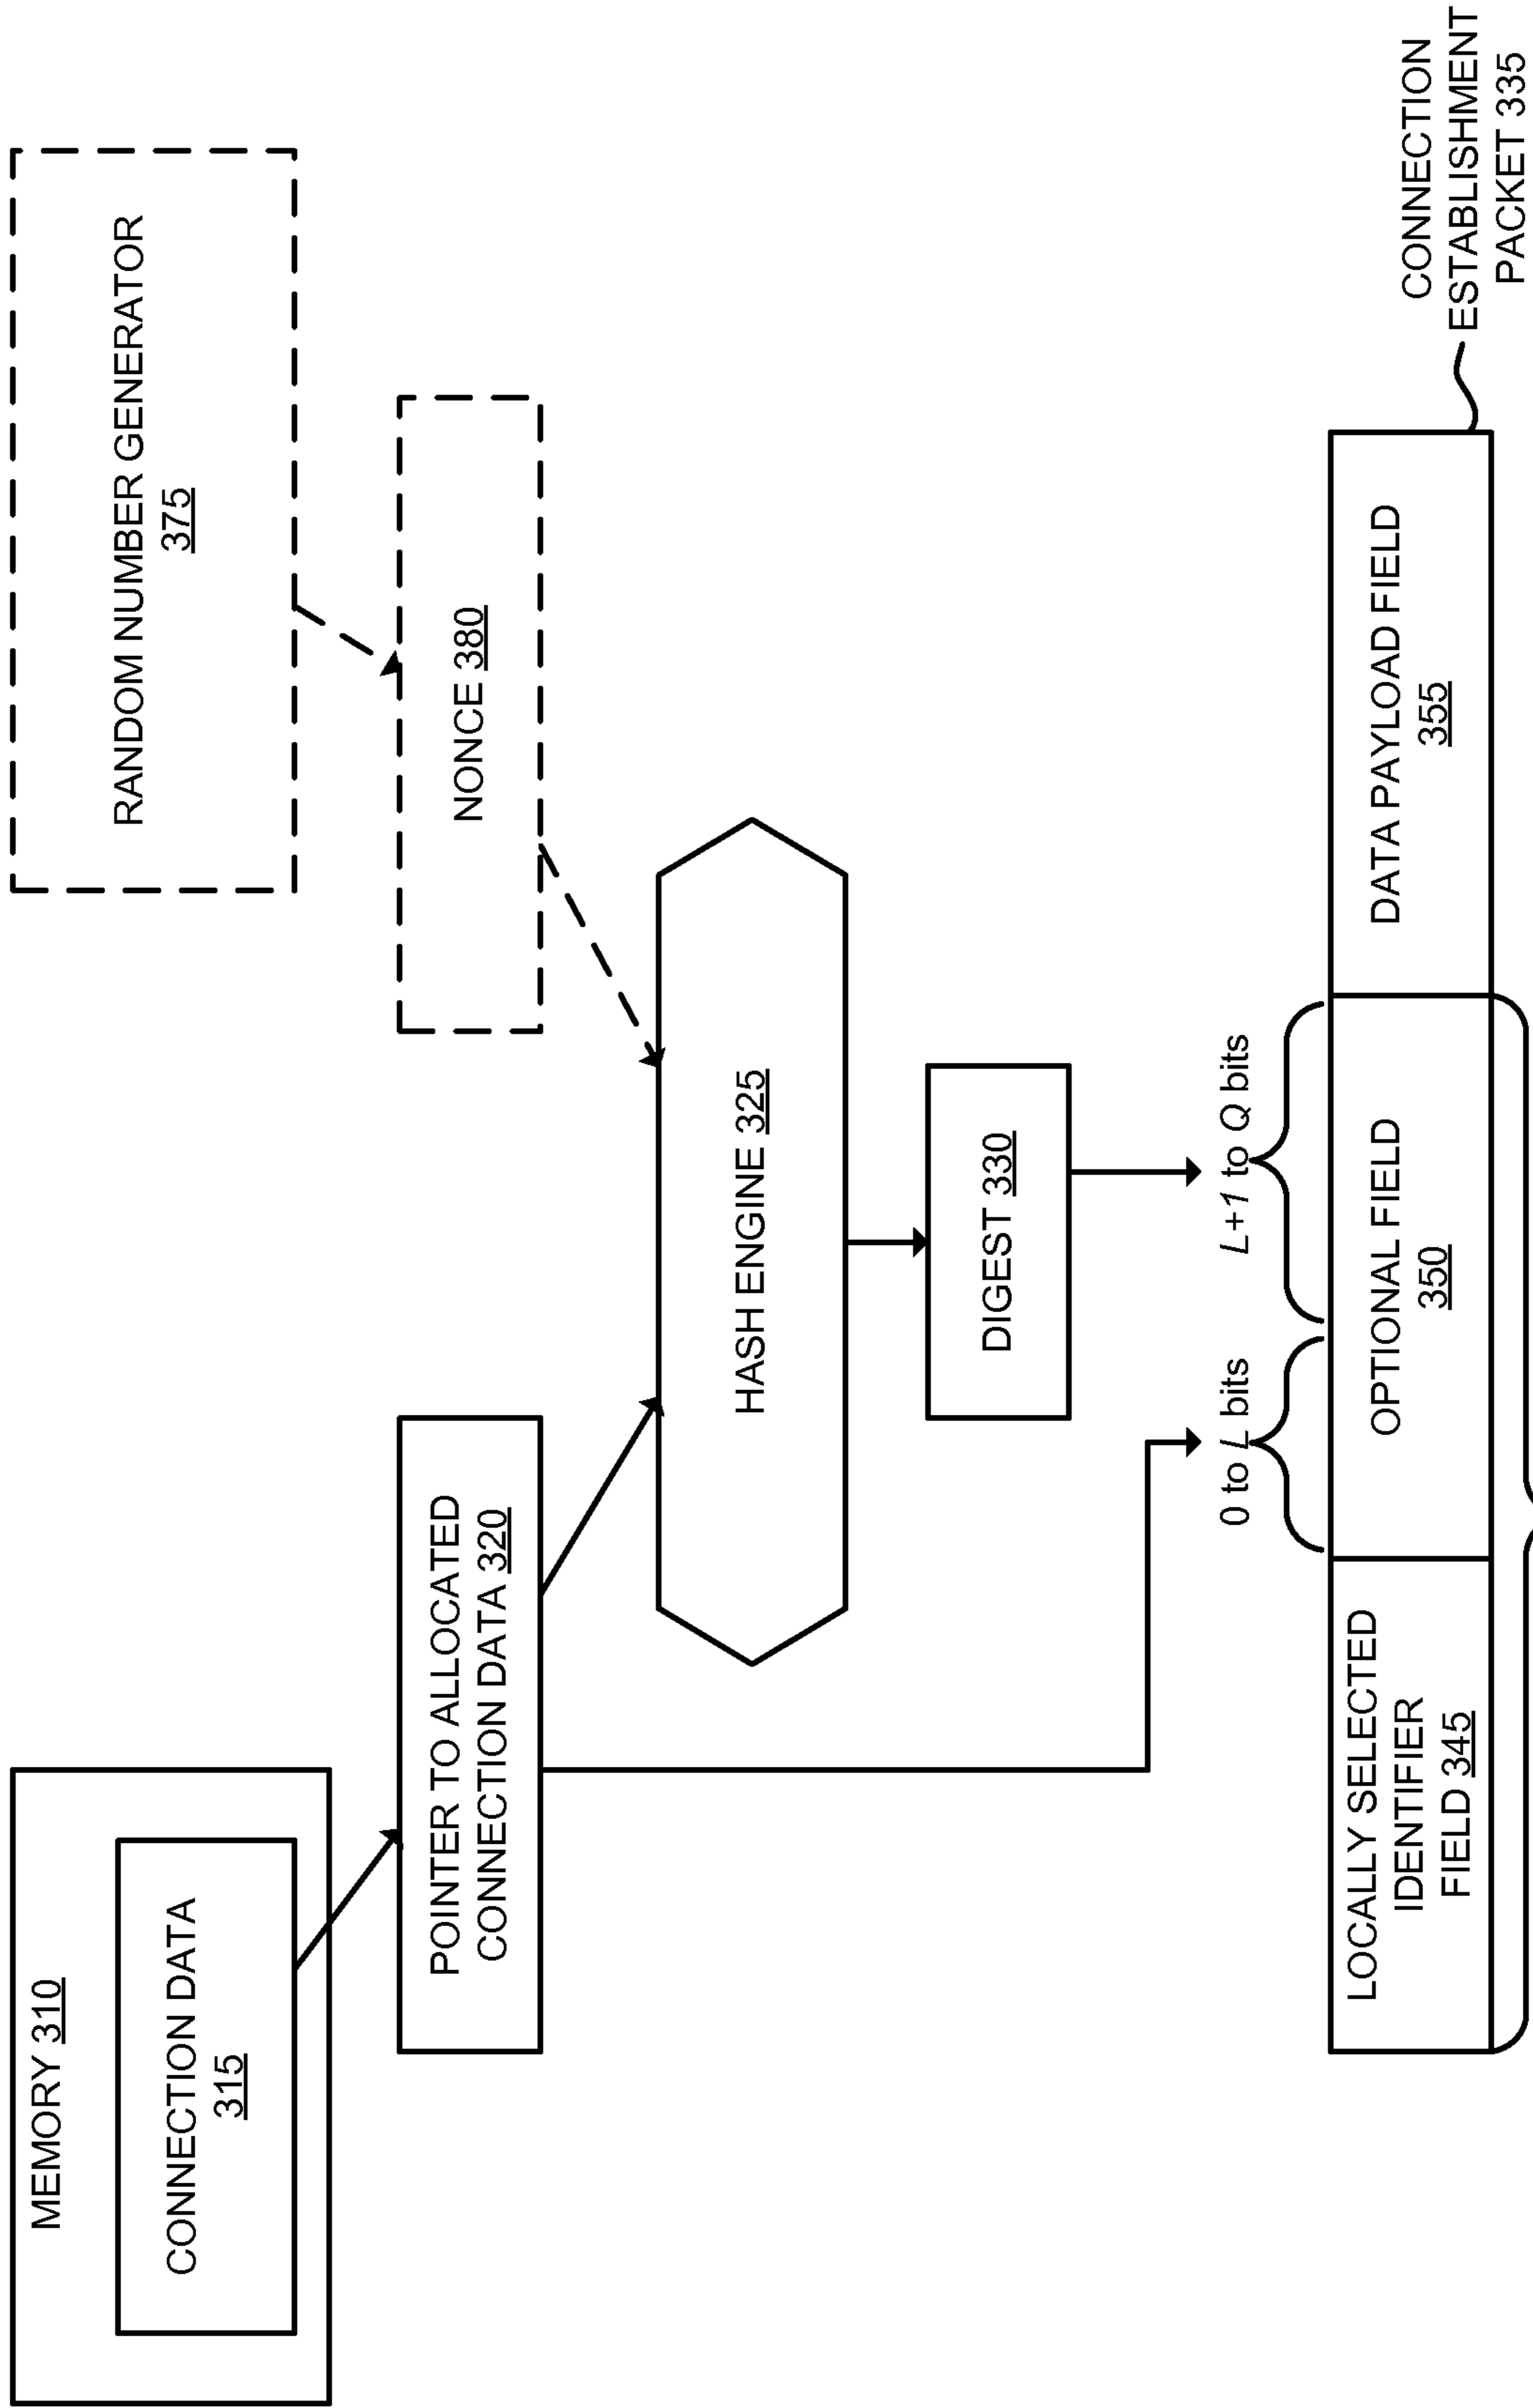 MEMORY 310
CONNECTION DATA
315
RANDOM NUMBER GENERATOR
375
POINTER TO ALLOCATED
CONNECTION DATA 320
NONCE 380
HASH ENGINE 325
DIGEST 330
0 to L bits
L+1 to Q bits
LOCALLY SELECTED
IDENTIFIER
FIELD 345
OPTIONAL FIELD
350
DATA PAYLOAD FIELD
355
CONNECTION
ESTABLISHMENT
PACKET 335